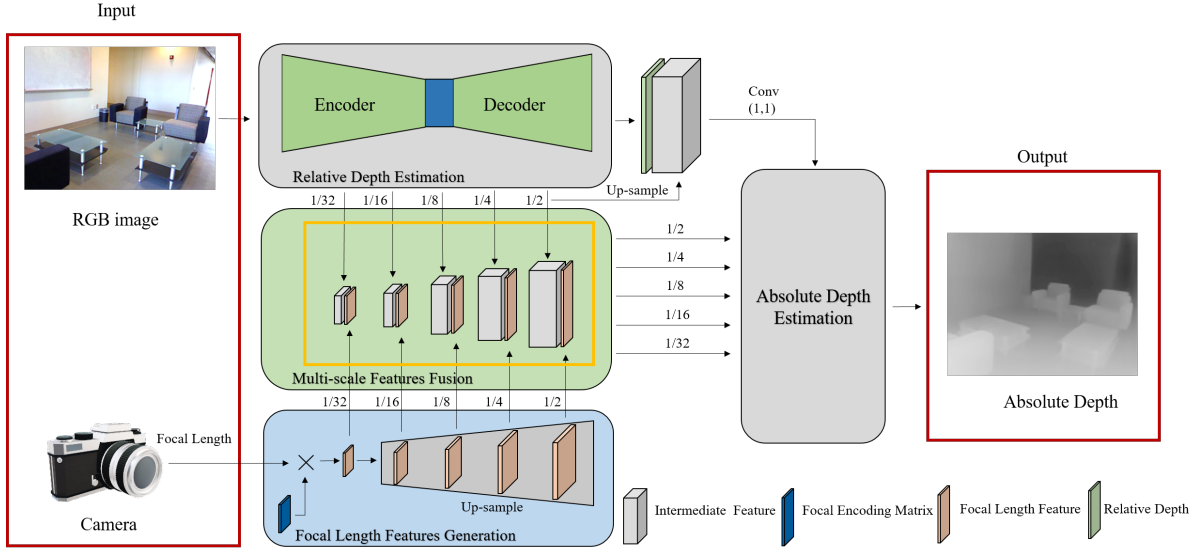 Input
RGB image
Encoder
Decoder
Relative Depth Estimation
Conv
(1,1)
Up-sample
1/32
1/16
1/8
1/4
1/2
Multi-scale Features Fusion
1/2
1/4
1/8
1/16
1/32
Absolute Depth
Estimation
Output
Absolute Depth
1/32
1/16
1/8
1/4
1/2
Focal Length
Camera
Up-sample
Focal Length Features Generation
Intermediate Feature
Focal Encoding Matrix
Focal Length Feature
Relative Depth